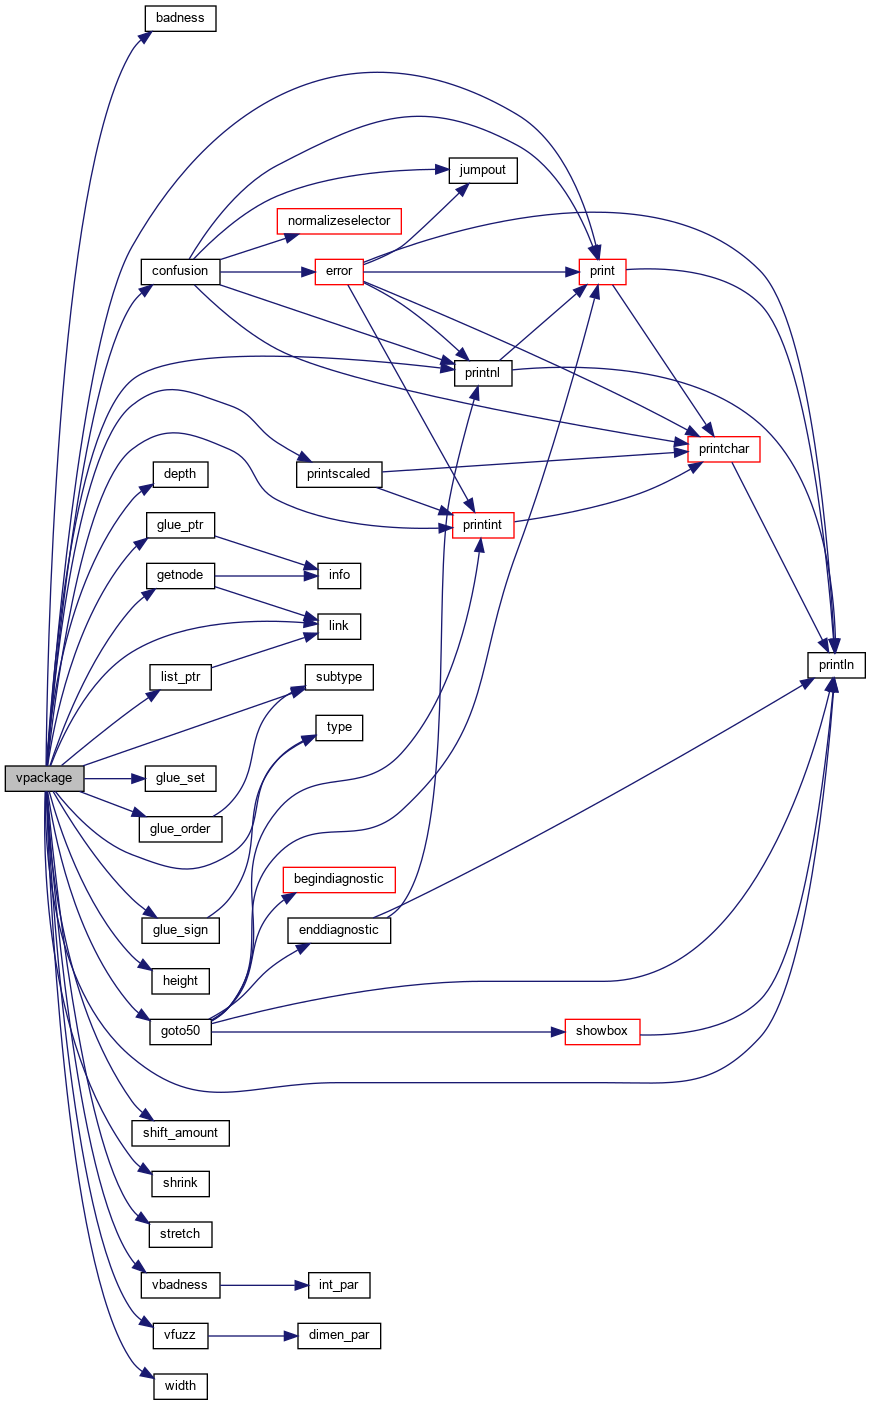 badness
jumpout
normalizeselector
confusion
error
print
printnl
printchar
depth
printscaled
glue_ptr
printint
getnode
info
link
list_ptr
subtype
println
type
vpackage
glue_set
glue_order
begindiagnostic
glue_sign
enddiagnostic
height
goto50
showbox
shift_amount
shrink
stretch
vbadness
int_par
vfuzz
dimen_par
width